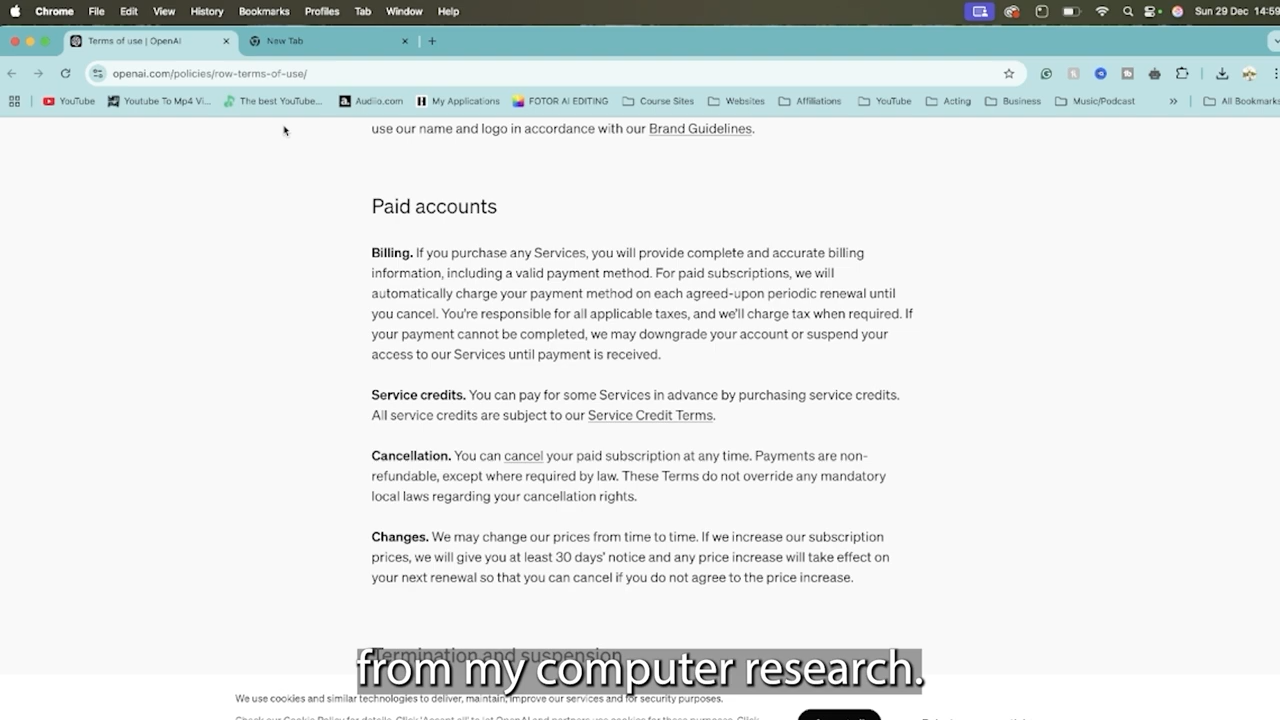 Chrome File Edit View History Bookmarks Profiles Tab Window Help Sun 29 Dec 14:59
Terms of use | OpenAI New Tab
openai.com/policies/row-terms-of-use/
YouTube Youtube To Mp4 Vi... The best YouTube... Audiio.com My Applications FOTOR AI EDITING Course Sites Websites Affiliations YouTube Acting Business Music/Podcast All Bookmarks
use our name and logo in accordance with our Brand Guidelines.
Paid accounts
Billing. If you purchase any Services, you will provide complete and accurate billing
information, including a valid payment method. For paid subscriptions, we will
automatically charge your payment method on each agreed-upon periodic renewal until
you cancel. You're responsible for all applicable taxes, and we'll charge tax when required. If
your payment cannot be completed, we may downgrade your account or suspend your
access to our Services until payment is received.
Service credits. You can pay for some Services in advance by purchasing service credits.
All service credits are subject to our Service Credit Terms.
Cancellation. You can cancel your paid subscription at any time. Payments are non-
refundable, except where required by law. These Terms do not override any mandatory
local laws regarding your cancellation rights.
Changes. We may change our prices from time to time. If we increase our subscription
prices, we will give you at least 30 days' notice and any price increase will take effect on
your next renewal so that you can cancel if you do not agree to the price increase.
Termination and suspension
from my computer research.
We use cookies and similar technologies to deliver, maintain, improve our services and for security purposes.